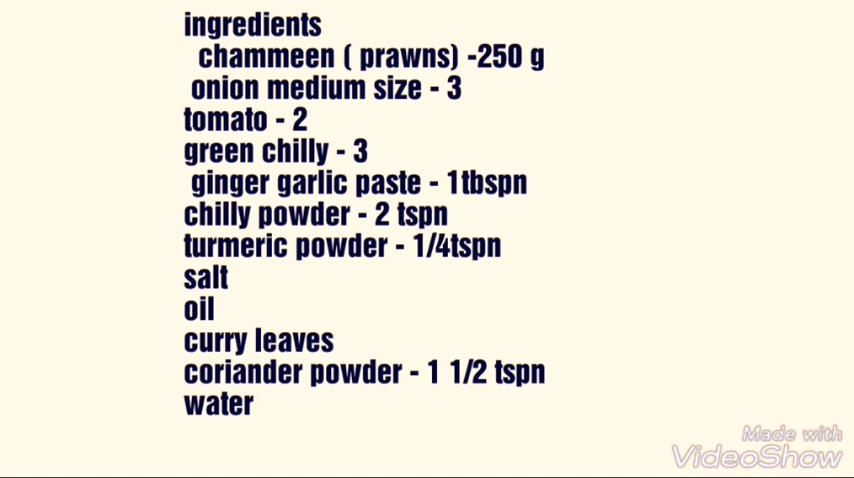 ingredients
chammeen ( prawns) -250 g
onion medium size - 3
tomato - 2
green chilly - 3
ginger garlic paste - 1tbspn
chilly powder - 2 tspn
turmeric powder - 1/4tspn
salt
oil
curry leaves
coriander powder - 1 1/2 tspn
water
Made with
VideoShow